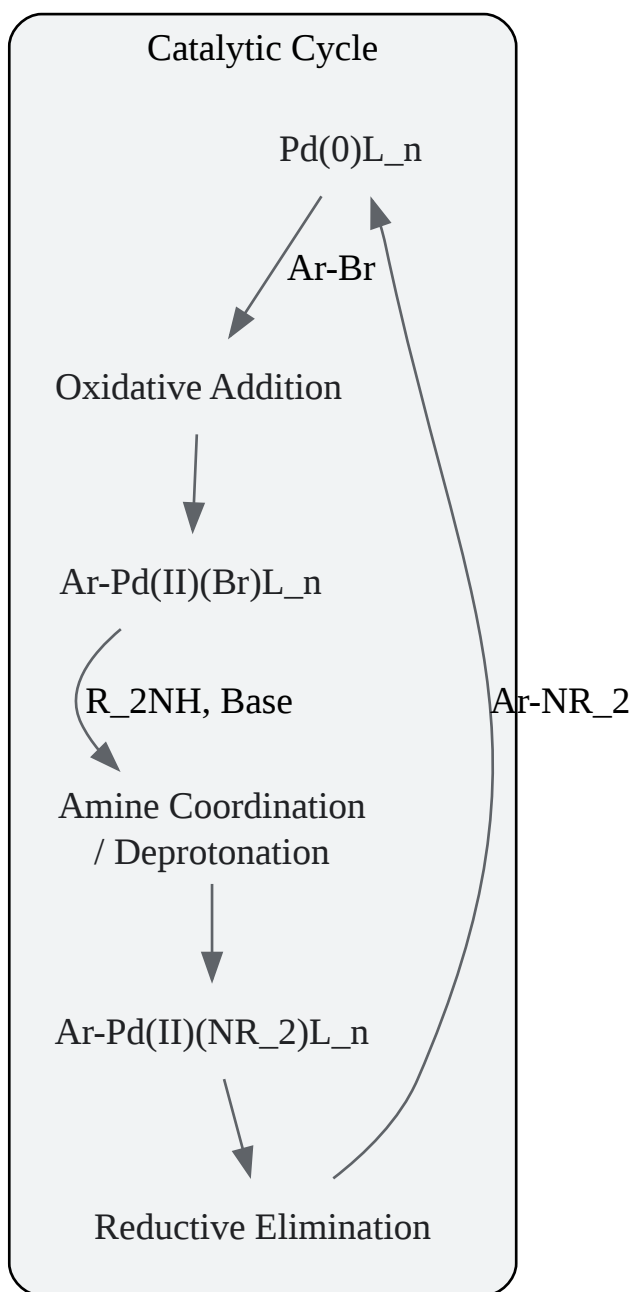 Catalytic Cycle
Pd(0)L_n
Ar-Br
Oxidative Addition
Ar-Pd(II)(Br)L_n
R_2NH, Base
Ar-NR_2
Amine Coordination
/ Deprotonation
Ar-Pd(II)(NR_2)L_n
Reductive Elimination